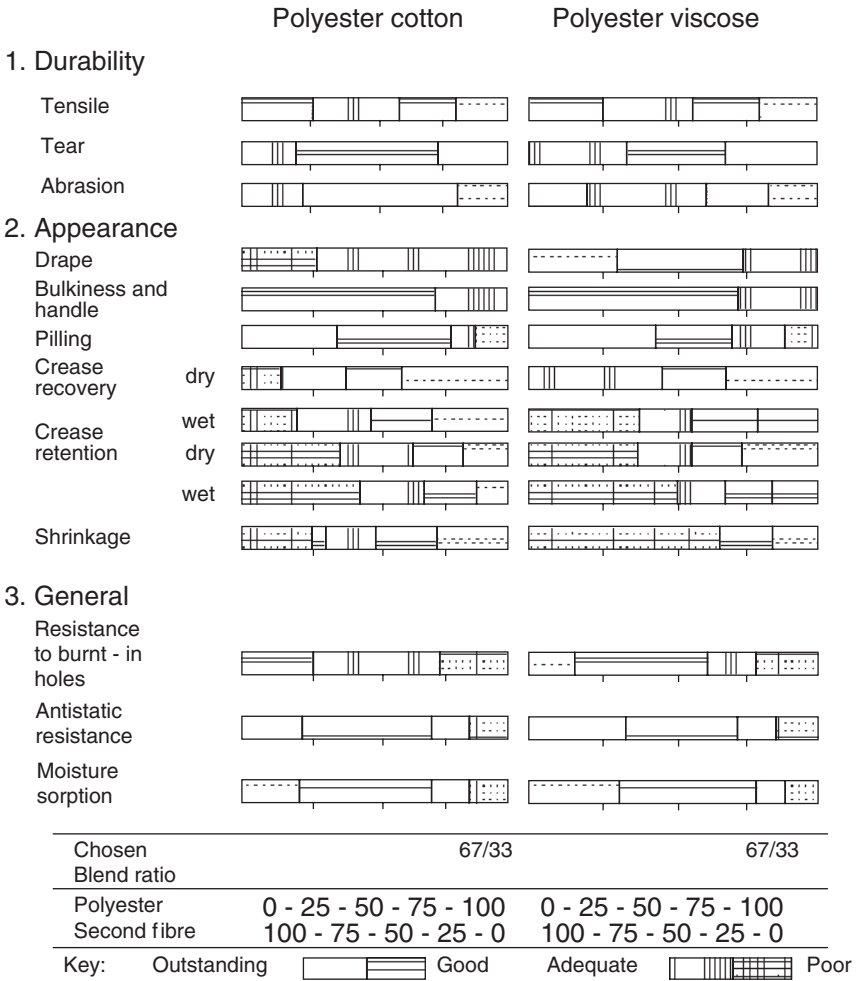 Polyester cotton Polyester viscose
1. Durability
Tensile
Tear
Abrasion
2. Appearance
Drape
Bulkiness and
handle
Pilling
Crease
recovery dry
wet
Crease
retention dry
wet
Shrinkage
3. General
Resistance
to burnt - in
holes
Antistatic
resistance
Moisture
sorption
Chosen 67/33 67/33
Blend ratio
Polyester 0 - 25 - 50 - 75 - 100 0 - 25 - 50 - 75 - 100
Second fibre 100 - 75 - 50 - 25 - 0 100 - 75 - 50 - 25 - 0
Key: Outstanding Good Adequate Poor